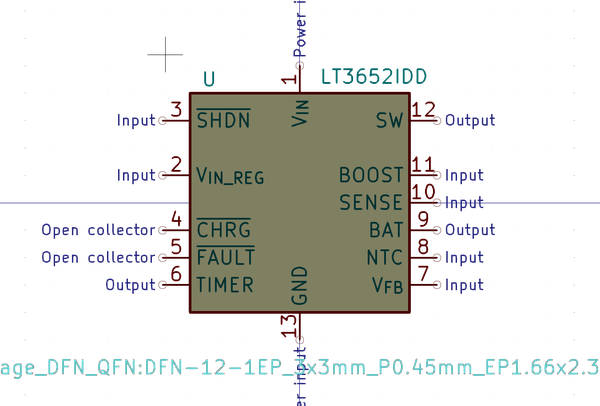 Power i
U
LT3652IDD
1
VIN
Input 3 SHDN
SW 12 Output
Input 2 VIN_REG
BOOST 11 Input
SENSE 10 Input
Open collector 4 CHRG
BAT 9 Output
Open collector 5 FAULT
NTC 8 Input
Output 6 TIMER
VFB 7 Input
GND
13
er input
age_DFN_QFN:DFN-12-1EP_3x3mm_P0.45mm_EP1.66x2.3